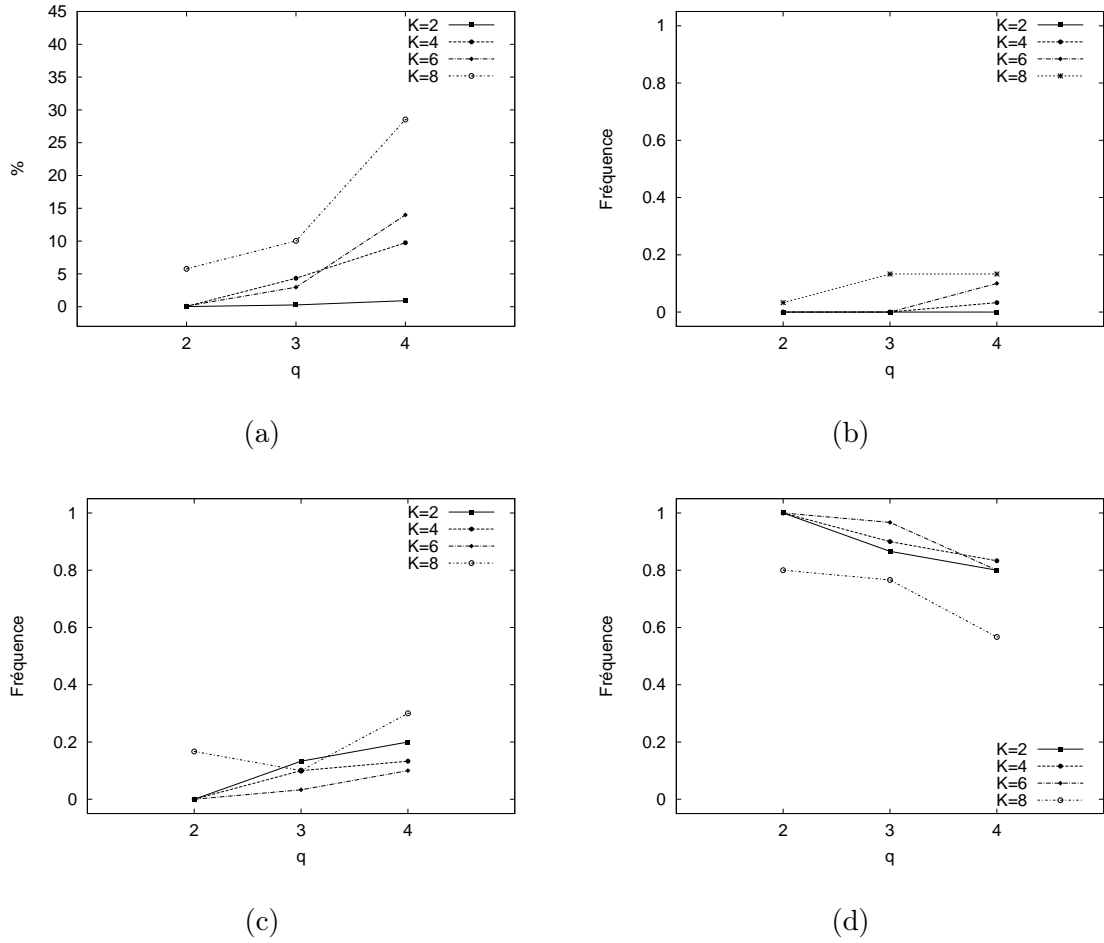 45
40
35
30
25
20
15
10
5
0
%
2 3 4
q
K=2
K=4
K=6
K=8
(a)
1
0.8
0.6
0.4
0.2
0
Fréquence
2 3 4
q
K=2
K=4
K=6
K=8
(b)
1
0.8
0.6
0.4
0.2
0
Fréquence
2 3 4
q
K=2
K=4
K=6
K=8
(c)
1
0.8
0.6
0.4
0.2
0
Fréquence
2 3 4
q
K=2
K=4
K=6
K=8
(d)